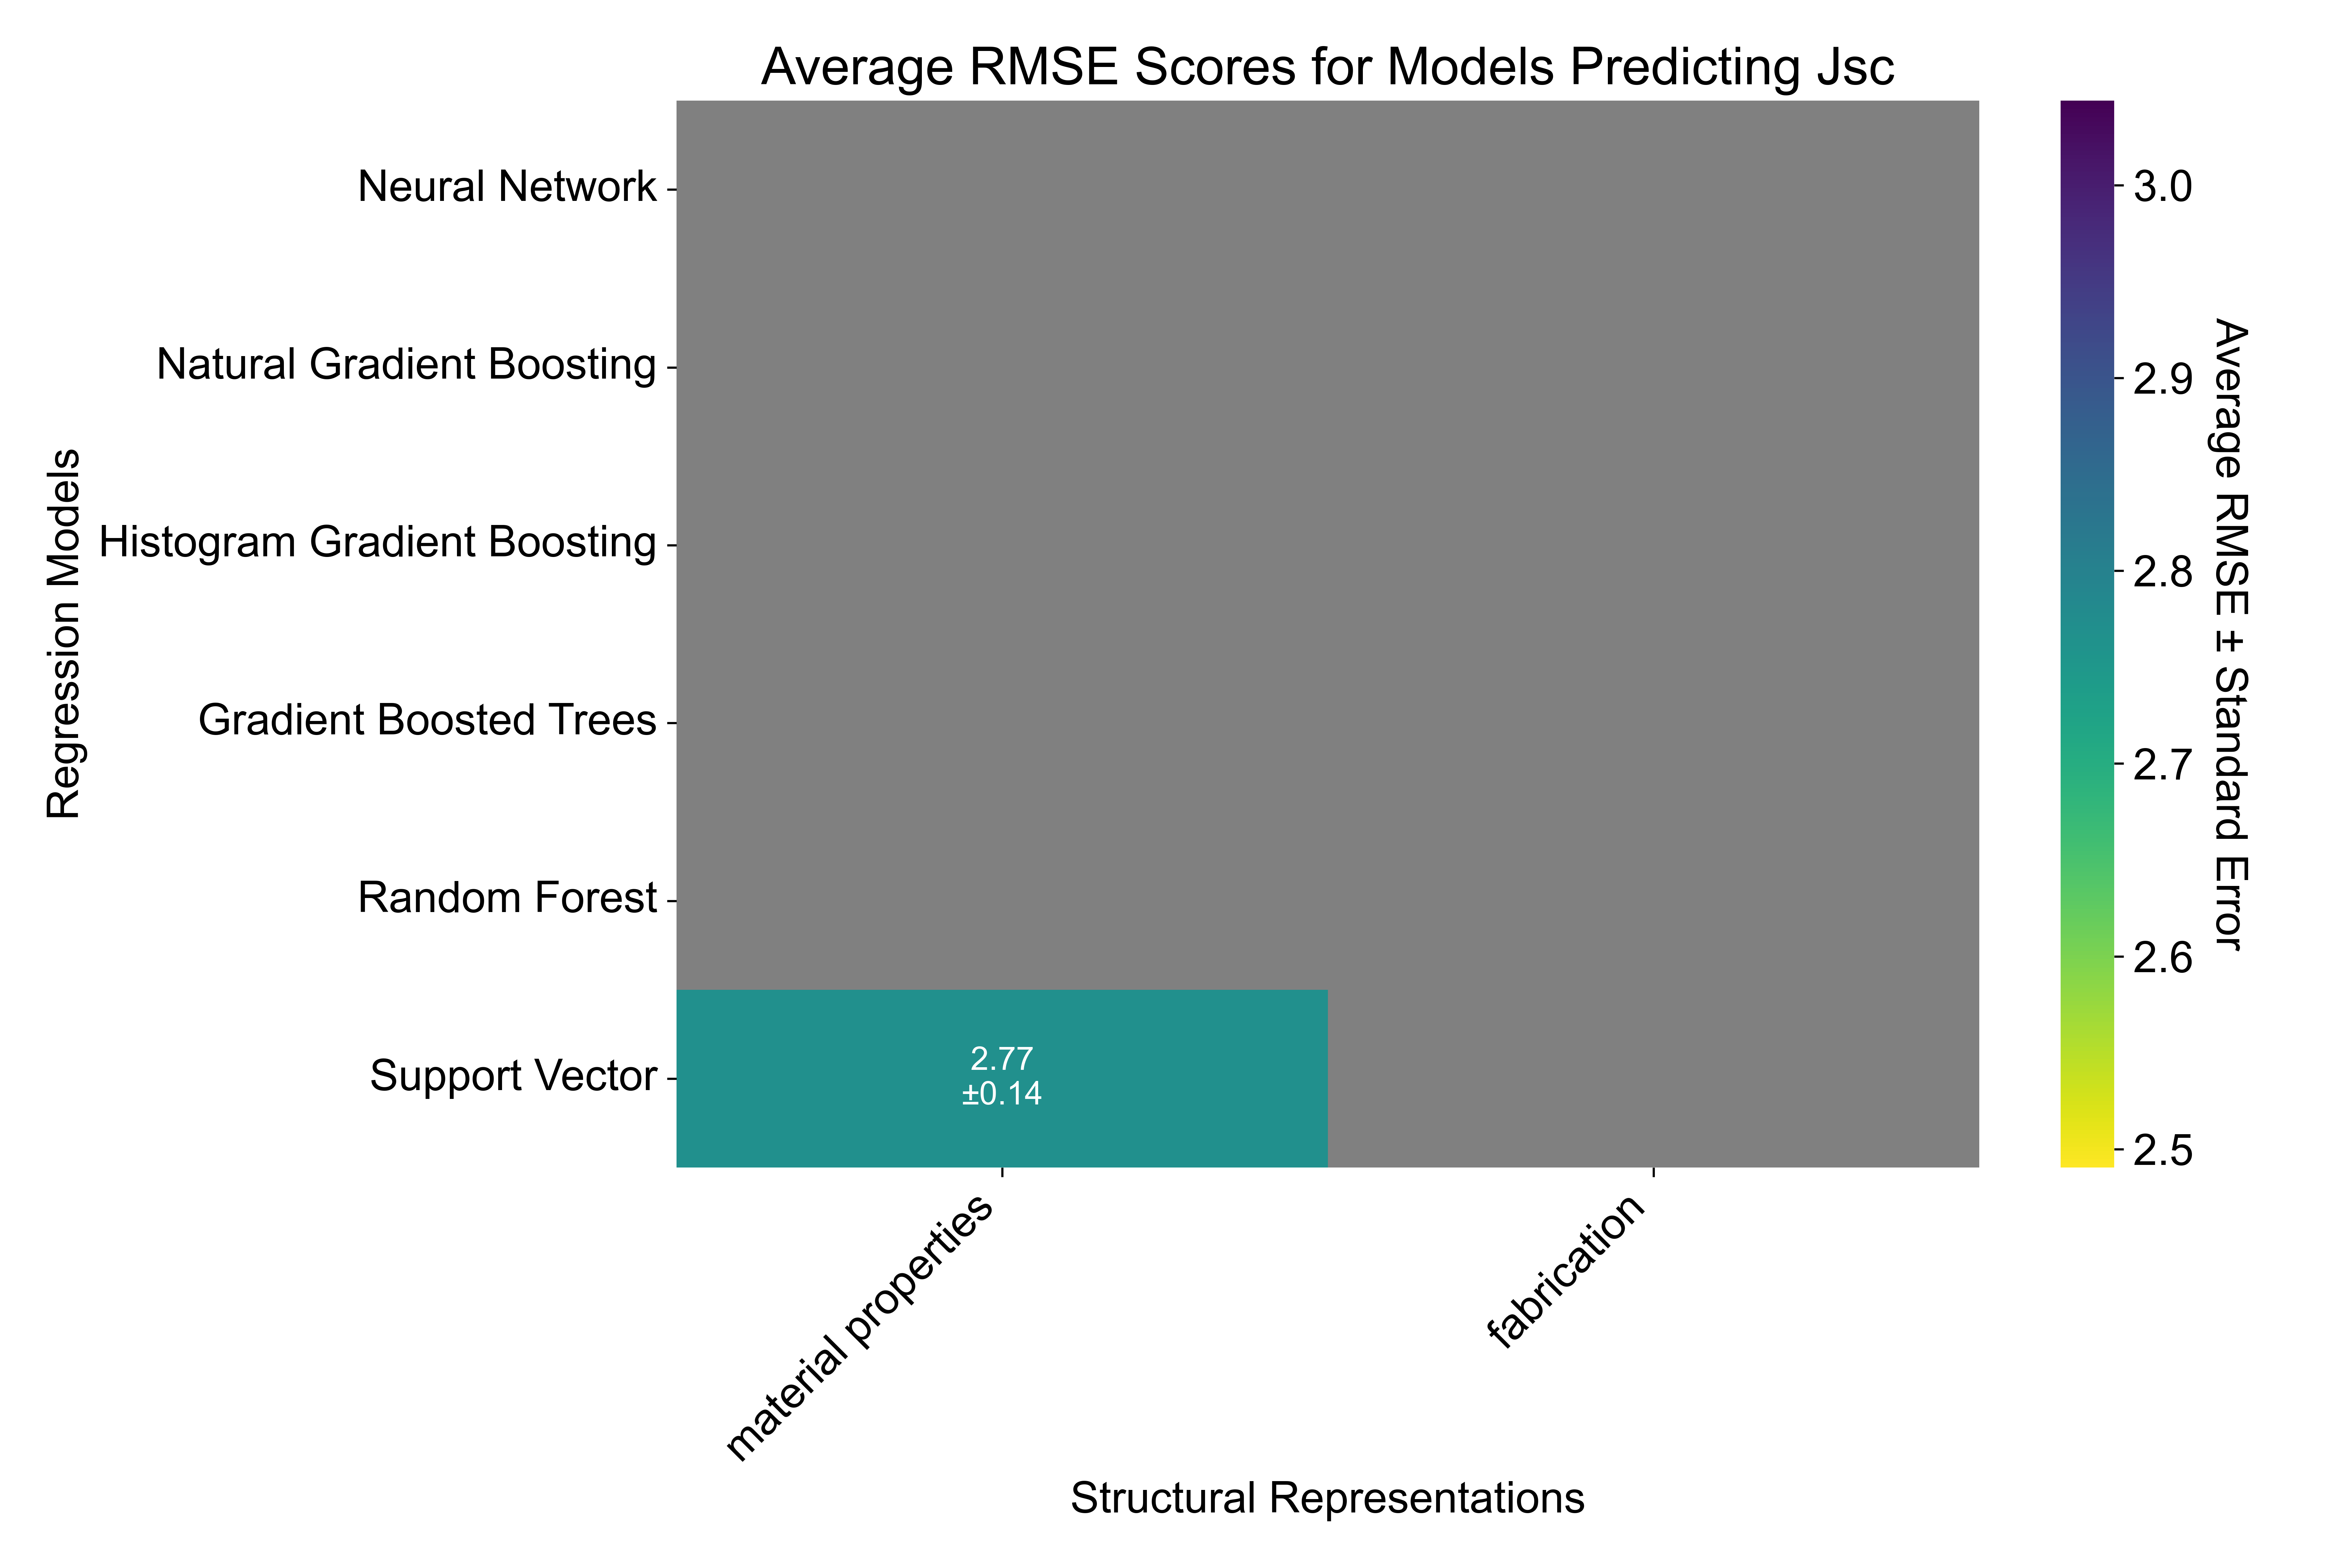 Average RMSE Scores for Models Predicting Jsc
Regression Models
Neural Network
Natural Gradient Boosting
Histogram Gradient Boosting
Gradient Boosted Trees
Random Forest
Support Vector
2.77
±0.14
material properties
fabrication
Structural Representations
3.0
2.9
2.8
2.7
2.6
2.5
Average RMSE ± Standard Error